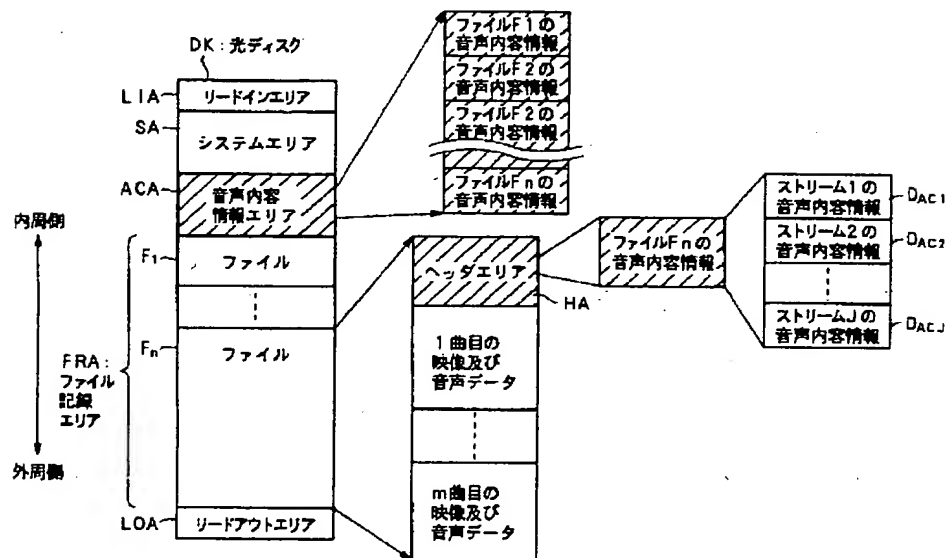 DK:光ディスク
LIA
リードインエリア
SA
システムエリア
ACA
音声内容
情報エリア
内周側
F1
ファイル
Fn
ファイル
FRA:
ファイル
記録
エリア
外周側
LOA
リードアウトエリア
ファイルF1の
音声内容情報
ファイルF2の
音声内容情報
ファイルF2の
音声内容情報
ファイルFnの
音声内容情報
ヘッダエリア
HA
1曲目の
映像及び
音声データ
m曲目の
映像及び
音声データ
ファイルFnの
音声内容情報
ストリーム1の
音声内容情報
DAC1
ストリーム2の
音声内容情報
DAC2
ストリームJの
音声内容情報
DACJ